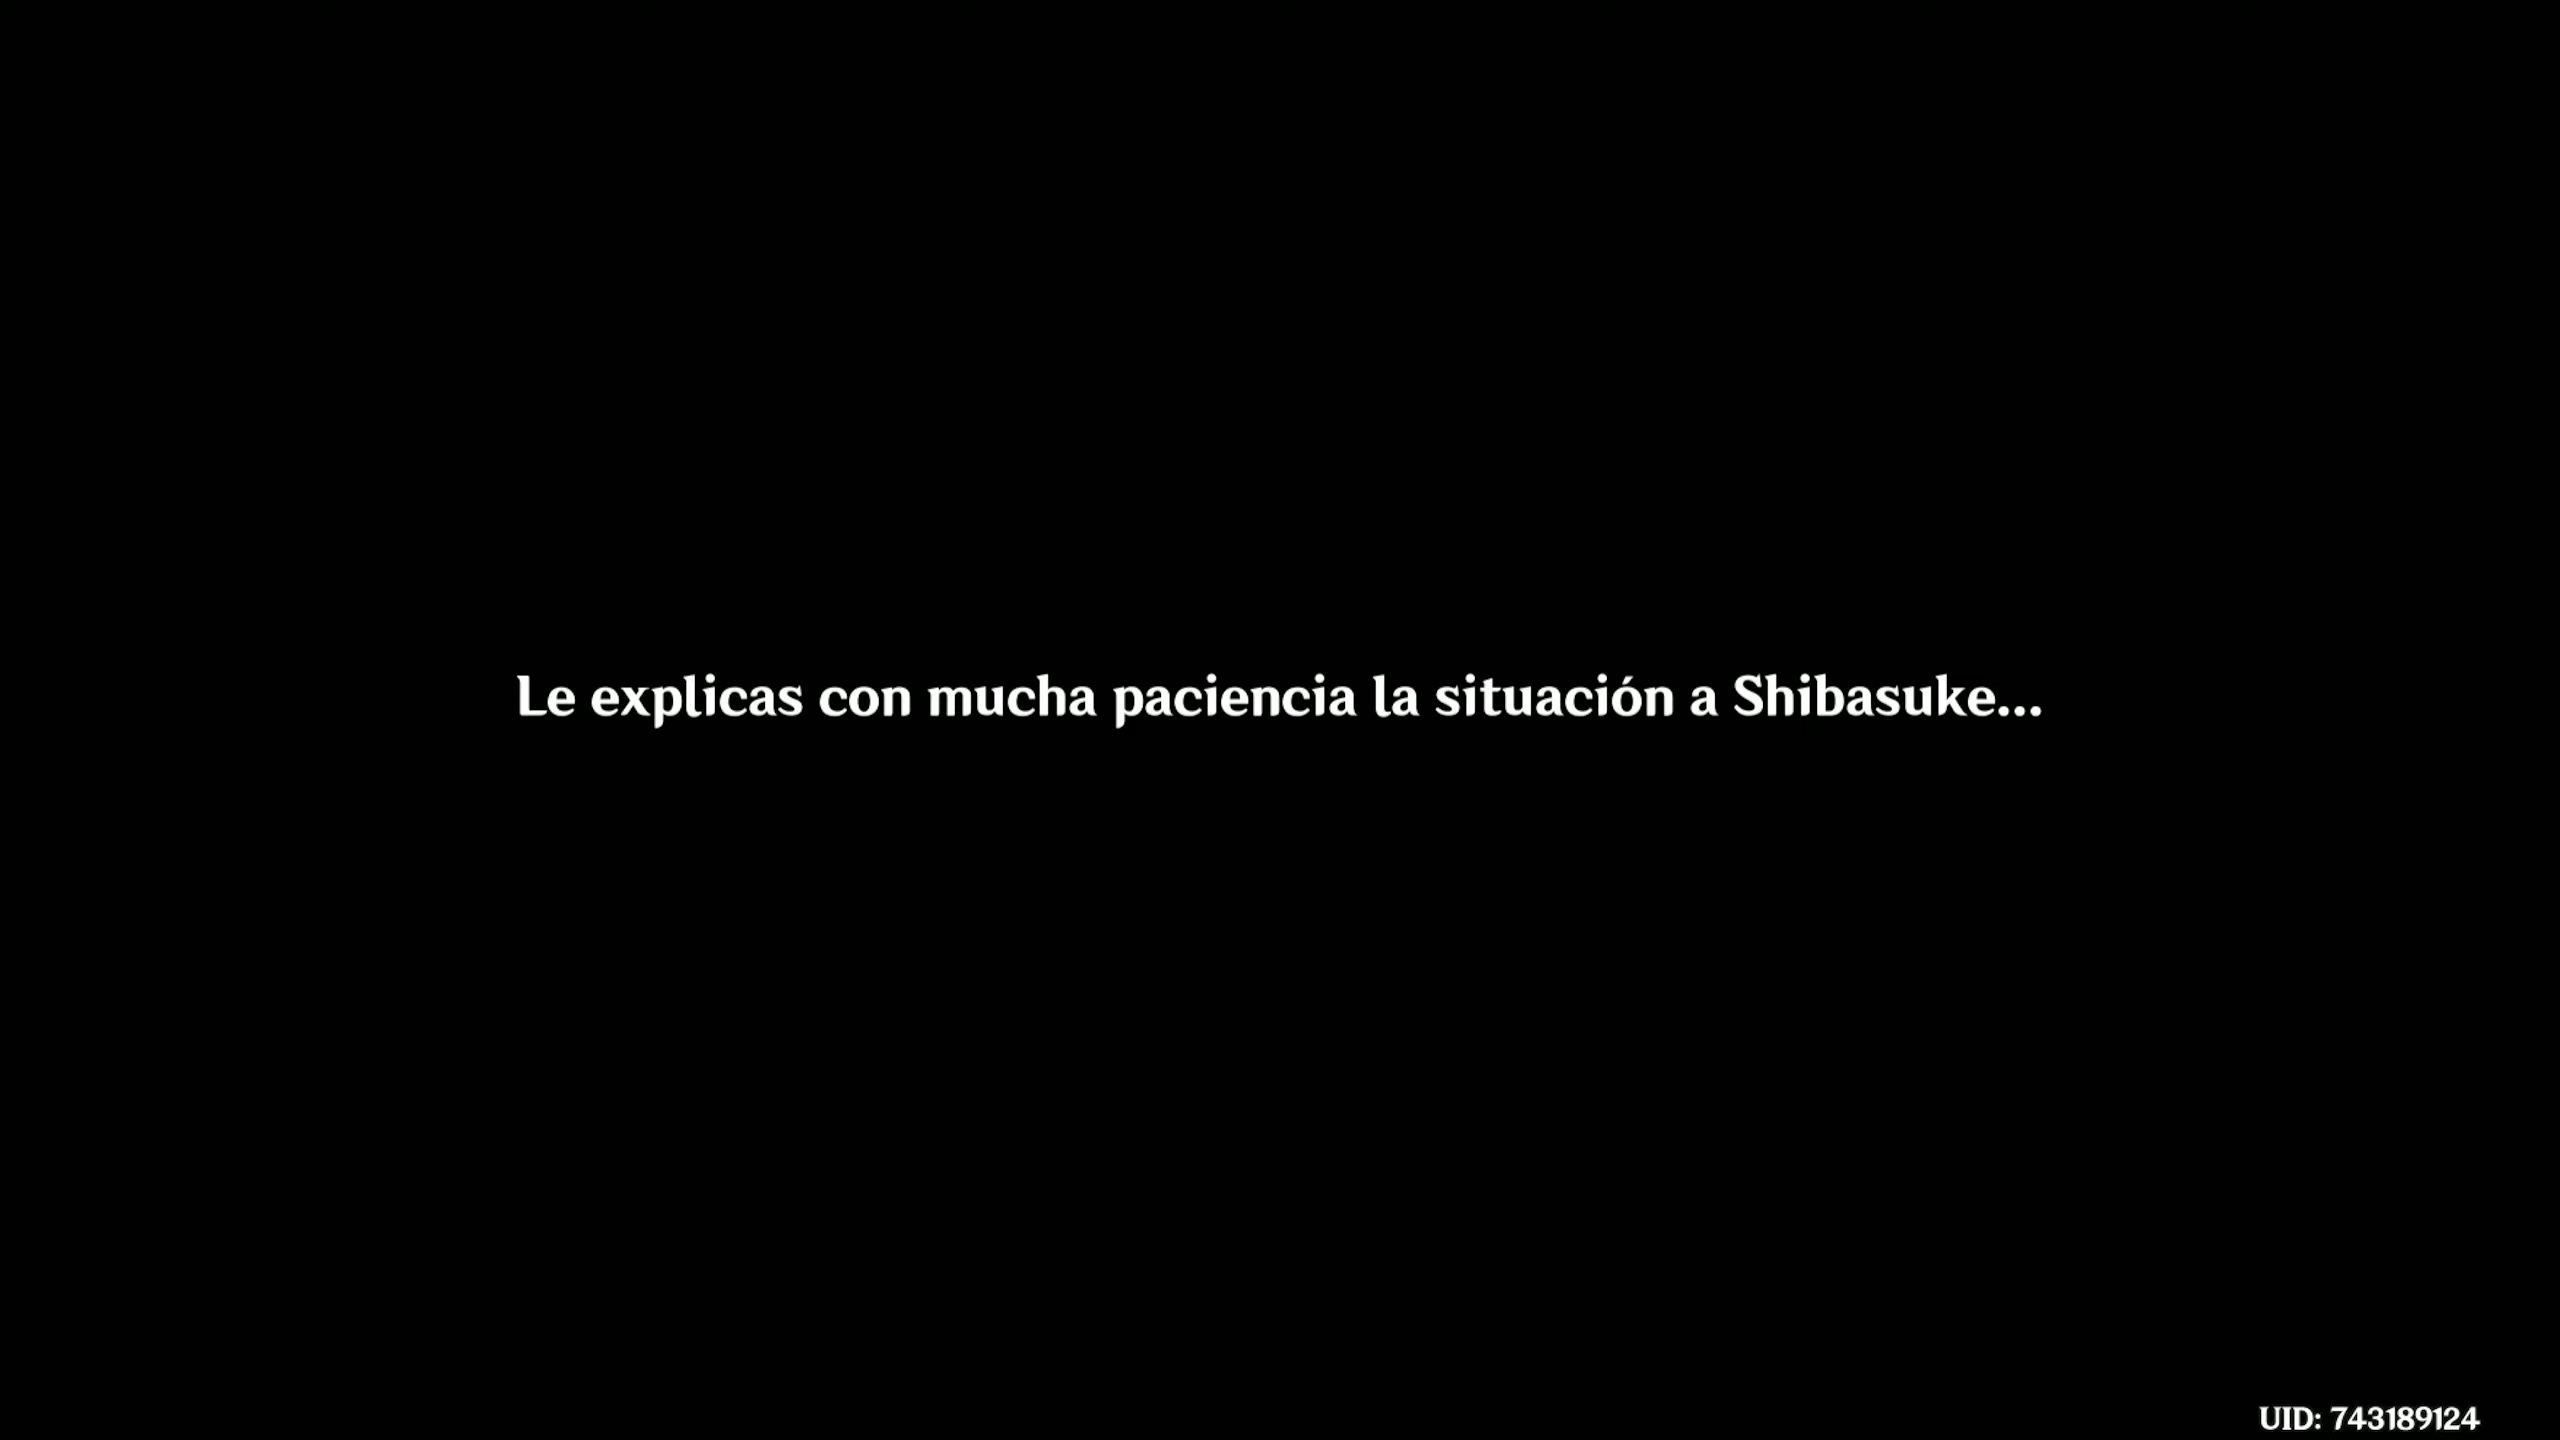 Le explicas con mucha paciencia la situación a Shibasuke...
UID: 743189124